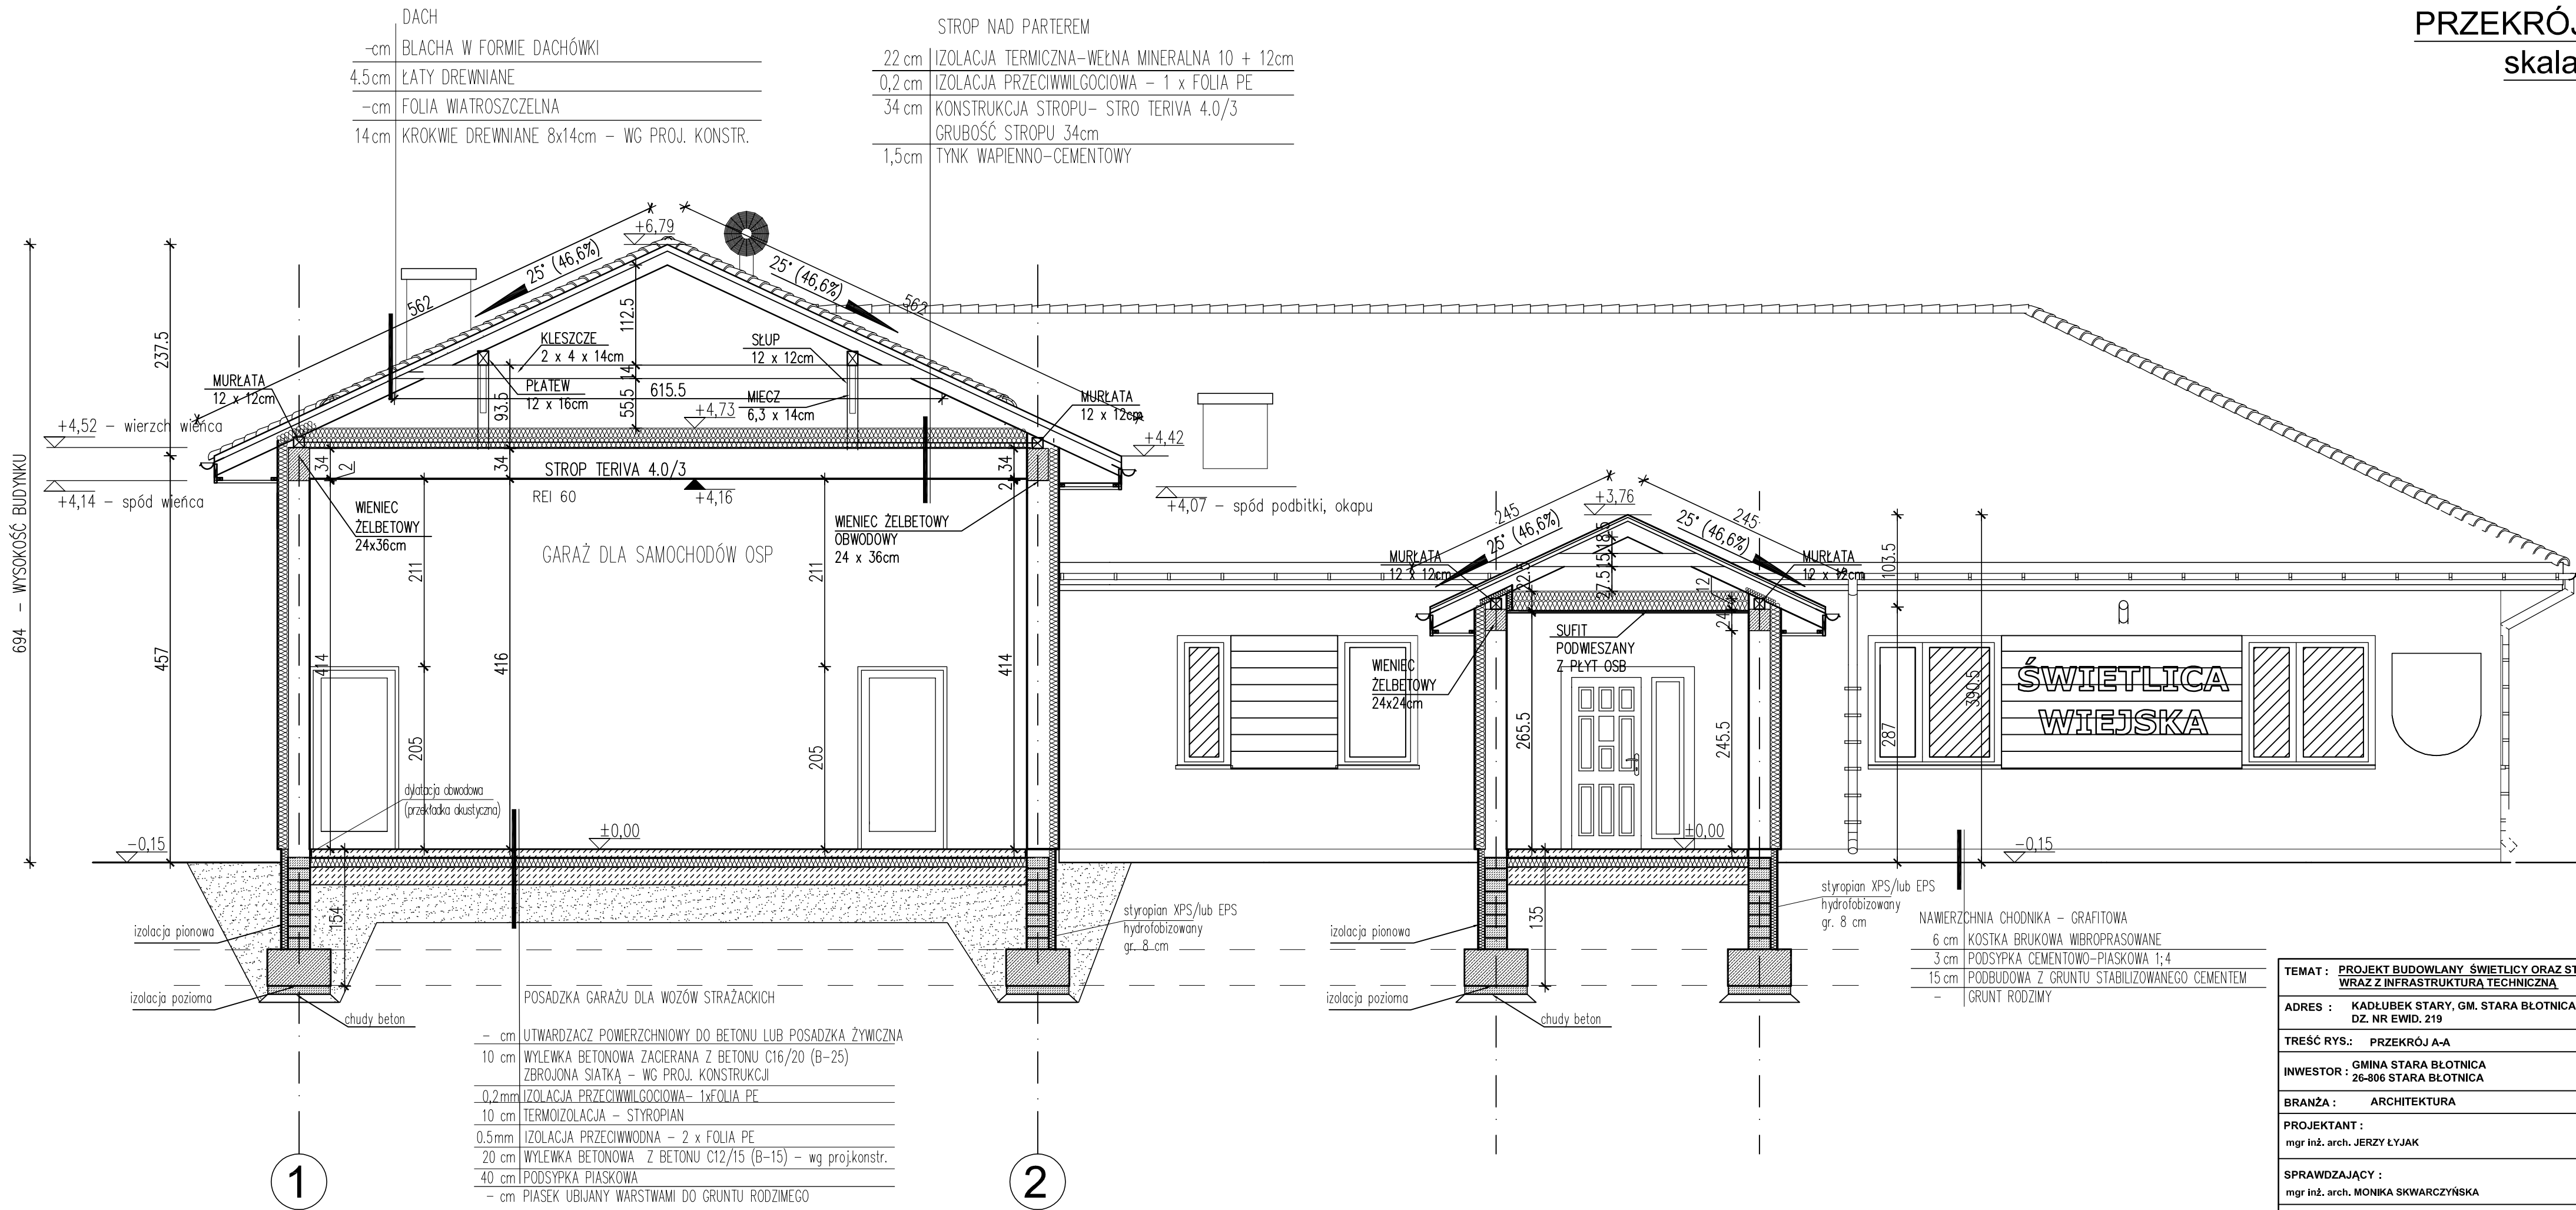 PRZEKRÓJ
skala
DACH
-cm BLACHA W FORMIE DACHÓWKI
4.5cm ŁATY DREWNIANE
-cm FOLIA WIATROSZCZELNA
14cm KROKWIE DREWNIANE 8x14cm - WG PROJ. KONSTR.
STROP NAD PARTEREM
22 cm IZOLACJA TERMICZNA-WEŁNA MINERALNA 10 + 12cm
0,2 cm IZOLACJA PRZECIWWILGOCIOWA - 1 x FOLIA PE
34 cm KONSTRUKCJA STROPU- STRO TERIVA 4.0/3
GRUBOŚĆ STROPU 34cm
1,5cm TYNK WAPIENNO-CEMENTOWY
+6,79
25° (46,6%)
25° (46,6%)
562
562
237.5
112.5
KLESZCZE
2 x 4 x 14cm
SŁUP
12 x 12cm
MURŁATA
12 x 12cm
PŁATEW
12 x 16cm
14
55.5
93.5
615.5
MIECZ
6,3 x 14cm
MURŁATA
12 x 12cm
+4,73
+4,52 - wierzch wieńca
+4,42
+4,14 - spód wieńca
34
2
34
STROP TERIVA 4.0/3
REI 60
+4,16
34
2
+4,07 - spód podbitki, okapu
WIENIEC
ŻELBETOWY
24x36cm
WIENIEC ŻELBETOWY
OBWODOWY
24 x 36cm
GARAŻ DLA SAMOCHODÓW OSP
694 - WYSOKOŚĆ BUDYNKU
457
414
211
205
416
211
205
414
dylatacja obwodowa
(przekładka akustyczna)
±0,00
-0,15
154
izolacja pionowa
izolacja pozioma
chudy beton
styropian XPS/lub EPS
hydrofobizowany
gr. 8 cm
+3,76
245
245
25° (46,6%)
25° (46,6%)
MURŁATA
12 x 12cm
MURŁATA
12 x 12cm
18.5
15
27.5
22.5
12
24
103.5
SUFIT
PODWIESZANY
Z PŁYT OSB
WIENIEC
ŻELBETOWY
24x24cm
265.5
245.5
287
390.5
ŚWIETLICA
WIEJSKA
±0,00
-0,15
135
izolacja pionowa
izolacja pozioma
chudy beton
styropian XPS/lub EPS
hydrofobizowany
gr. 8 cm
NAWIERZCHNIA CHODNIKA - GRAFITOWA
6 cm KOSTKA BRUKOWA WIBROPRASOWANE
3 cm PODSYPKA CEMENTOWO-PIASKOWA 1;4
15 cm PODBUDOWA Z GRUNTU STABILIZOWANEGO CEMENTEM
- GRUNT RODZIMY
POSADZKA GARAŻU DLA WOZÓW STRAŻACKICH
- cm UTWARDZACZ POWIERZCHNIOWY DO BETONU LUB POSADZKA ŻYWICZNA
10 cm WYLEWKA BETONOWA ZACIERANA Z BETONU C16/20 (B-25)
ZBROJONA SIATKĄ - WG PROJ. KONSTRUKCJI
0,2mm IZOLACJA PRZECIWWILGOCIOWA- 1xFOLIA PE
10 cm TERMOIZOLACJA - STYROPIAN
0.5mm IZOLACJA PRZECIWWODNA - 2 x FOLIA PE
20 cm WYLEWKA BETONOWA Z BETONU C12/15 (B-15) - wg proj.konstr.
40 cm PODSYPKA PIASKOWA
- cm PIASEK UBIJANY WARSTWAMI DO GRUNTU RODZIMEGO
1
2
TEMAT : PROJEKT BUDOWLANY ŚWIETLICY ORAZ ST
WRAZ Z INFRASTRUKTURĄ TECHNICZNĄ
ADRES : KADŁUBEK STARY, GM. STARA BŁOTNICA
DZ. NR EWID. 219
TREŚĆ RYS.: PRZEKRÓJ A-A
INWESTOR : GMINA STARA BŁOTNICA
26-806 STARA BŁOTNICA
BRANŻA : ARCHITEKTURA
PROJEKTANT :
mgr inż. arch. JERZY ŁYJAK
SPRAWDZAJĄCY :
mgr inż. arch. MONIKA SKWARCZYŃSKA